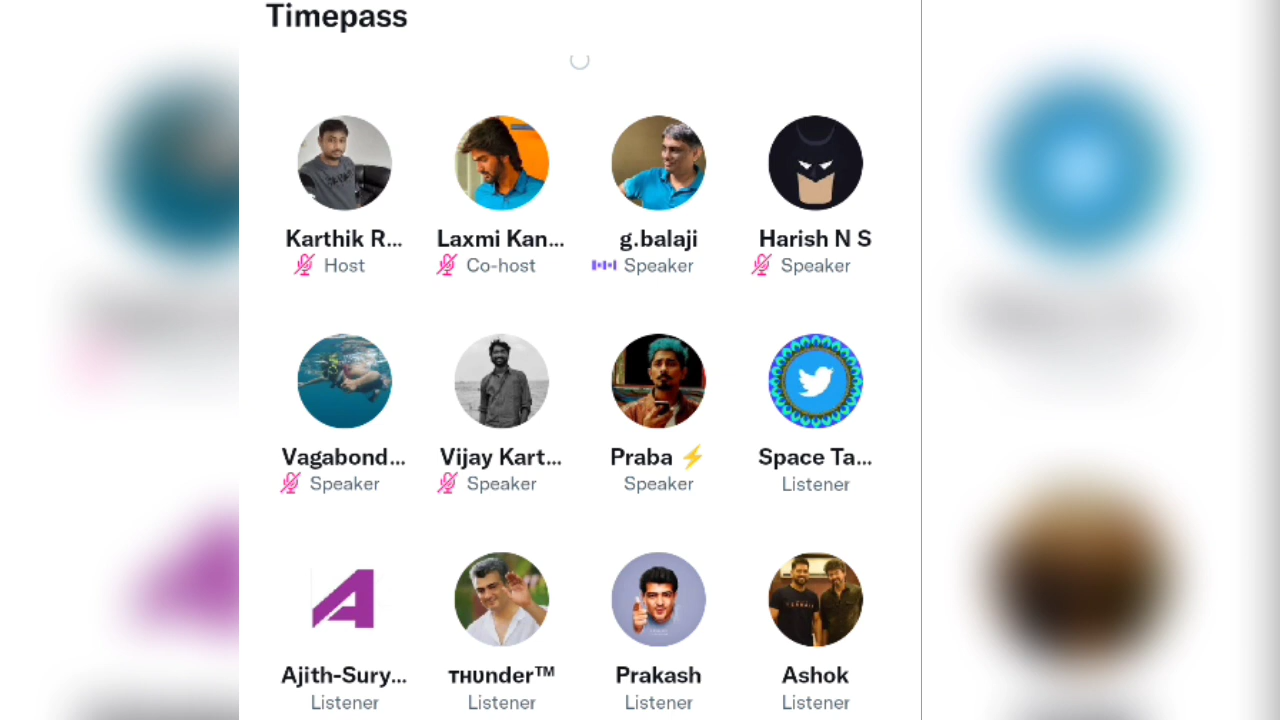 Timepass
Karthik R... Laxmi Kan... g.balaji Harish N S
Host Co-host Speaker Speaker
Vagabond... Vijay Kart... Praba ⚡ Space Ta...
Speaker Speaker Speaker Listener
Ajith-Sury... ᴛʜᴜnder™ Prakash Ashok
Listener Listener Listener Listener